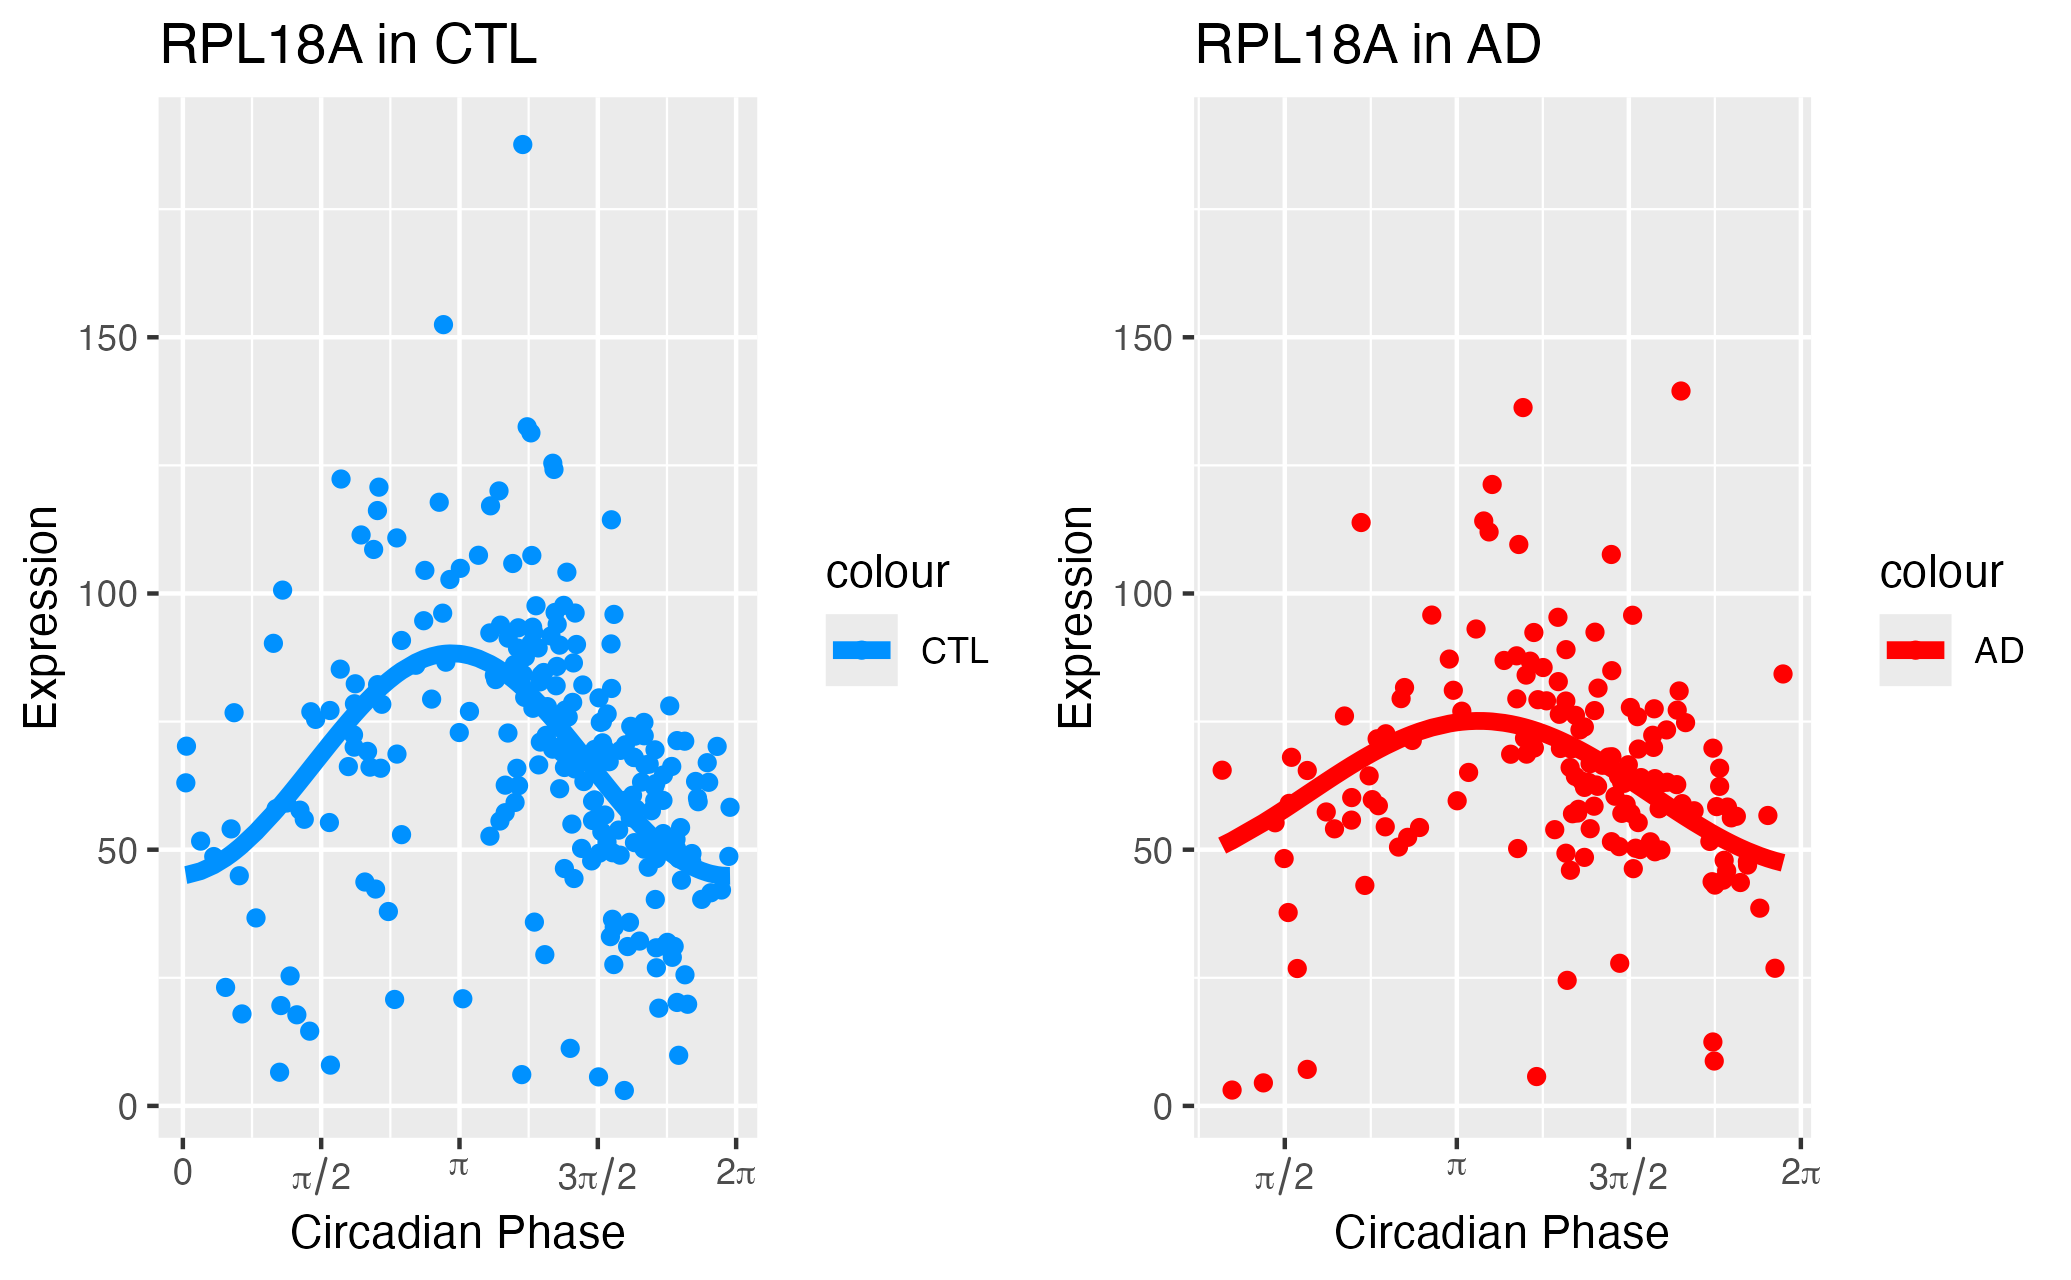 RPL18A in CTL
Expression
150
100
50
0
0 π/2 π 3π/2 2π
Circadian Phase
colour
CTL
RPL18A in AD
Expression
150
100
50
0
π/2 π 3π/2 2π
Circadian Phase
colour
AD